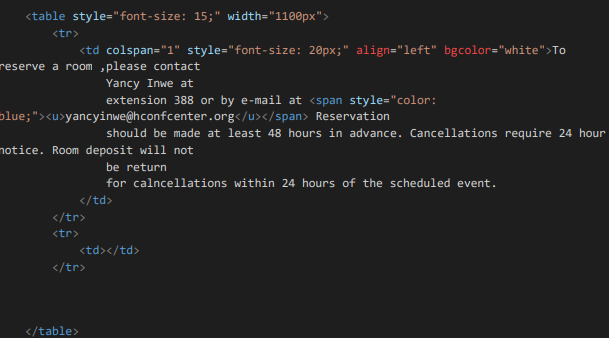 <table style="font-size: 15;" width="1100px">
<tr>
<td colspan="1" style="font-size: 20px;" align="left" bgcolor="white">To
reserve a room ,please contact
Yancy Inwe at
extension 388 or by e-mail at <span style="color:
blue;"><u>yancyinwe@hconfcenter.org</u></span> Reservation
should be made at least 48 hours in advance. Cancellations require 24 hour
notice. Room deposit will not
be return
for calncellations within 24 hours of the scheduled event.
</td>
</tr>
<tr>
<td></td>
</tr>
</table>